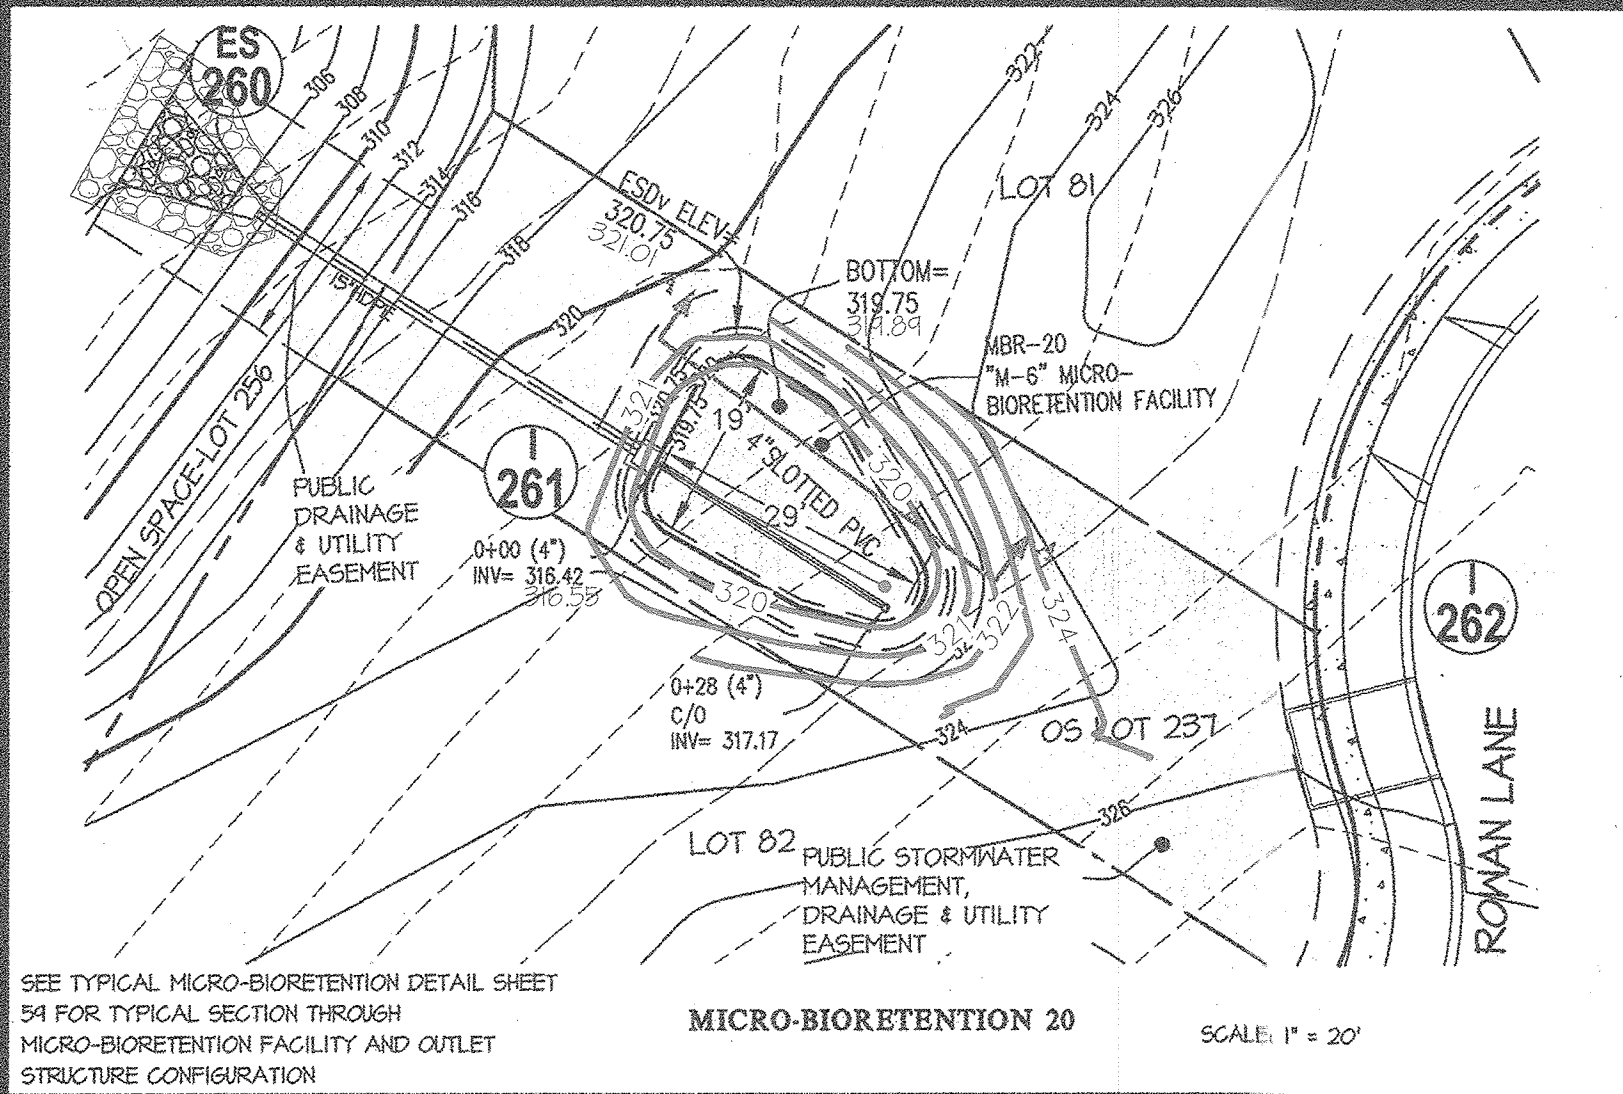 ES
260
306
308
310
312
314
316
318
320
322
324
326
LOT 81
ESDv ELEV=
320.75
321.01
BOTTOM=
319.75
319.89
MBR-20
"M-6" MICRO-
BIORETENTION FACILITY
15" HDPE
OPEN SPACE-LOT 256
PUBLIC
DRAINAGE
& UTILITY
EASEMENT
I
261
0+00 (4")
INV= 316.42
316.55
321
319.75
19'
4" SLOTTED PVC
29'
320
320
321
322
324
0+28 (4")
C/O
INV= 317.17
324
OS LOT 237
326
LOT 82
PUBLIC STORMWATER
MANAGEMENT,
DRAINAGE & UTILITY
EASEMENT
I
262
ROWAN LANE
SEE TYPICAL MICRO-BIORETENTION DETAIL SHEET
59 FOR TYPICAL SECTION THROUGH
MICRO-BIORETENTION FACILITY AND OUTLET
STRUCTURE CONFIGURATION
MICRO-BIORETENTION 20
SCALE: 1" = 20'